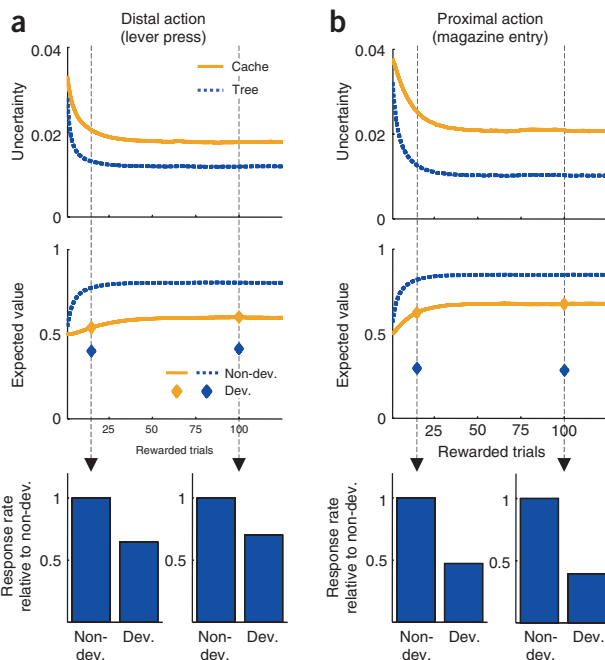 a
Distal action
(lever press)
0.04
Uncertainty
0.02
0
Cache
Tree
1
Expected value
0.5
0
Non-dev.
Dev.
25
50
75
100
Rewarded trials
Response rate
relative to non-dev.
1
0.5
Non-
dev.
Dev.
1
0.5
Non-
dev.
Dev.
b
Proximal action
(magazine entry)
0.04
Uncertainty
0.02
0
1
Expected value
0.5
0
25
50
75
100
Rewarded trials
Response rate
relative to non-dev.
1
0.5
Non-
dev.
Dev.
1
0.5
Non-
dev.
Dev.